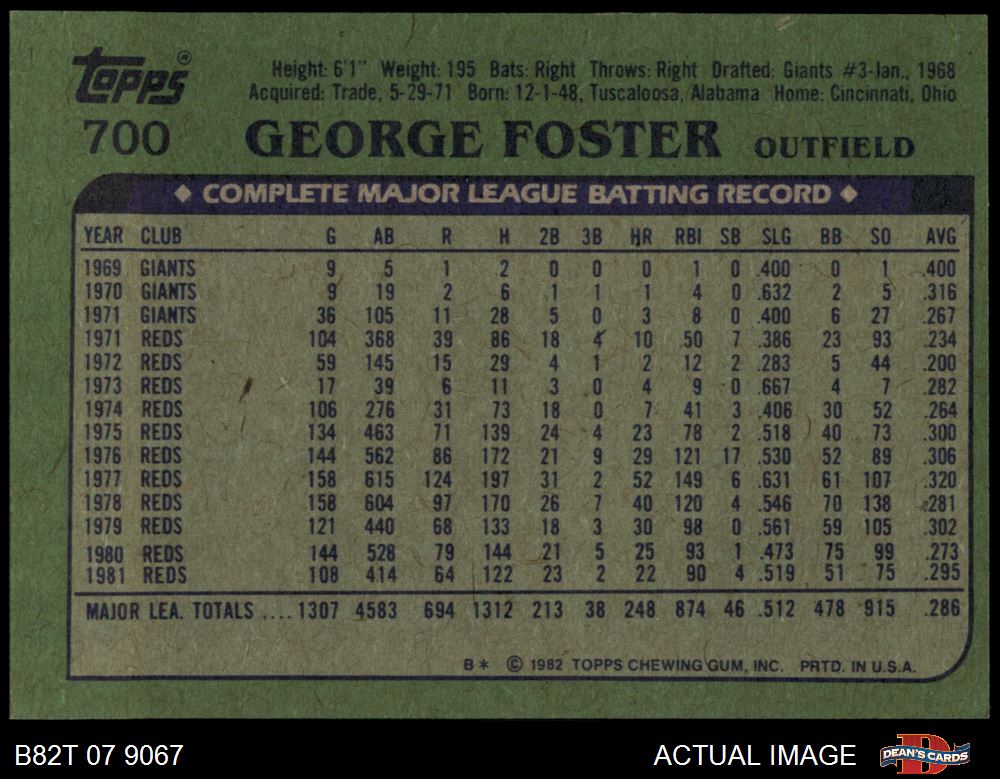 Topps®
Height: 6'1" Weight: 195 Bats: Right Throws: Right Drafted: Giants #3-Jan., 1968
Acquired: Trade, 5-29-71 Born: 12-1-48, Tuscaloosa, Alabama Home: Cincinnati, Ohio
700 GEORGE FOSTER OUTFIELD
◆ COMPLETE MAJOR LEAGUE BATTING RECORD ◆
YEAR CLUB G AB R H 2B 3B HR RBI SB SLG BB SO AVG
1969 GIANTS 9 5 1 2 0 0 0 1 0 .400 0 1 .400
1970 GIANTS 9 19 2 6 1 1 1 4 0 .632 2 5 .316
1971 GIANTS 36 105 11 28 5 0 3 8 0 .400 6 27 .267
1971 REDS 104 368 39 86 18 4 10 50 7 .386 23 93 .234
1972 REDS 59 145 15 29 4 1 2 12 2 .283 5 44 .200
1973 REDS 17 39 6 11 3 0 4 9 0 .667 4 7 .282
1974 REDS 106 276 31 73 18 0 7 41 3 .406 30 52 .264
1975 REDS 134 463 71 139 24 4 23 78 2 .518 40 73 .300
1976 REDS 144 562 86 172 21 9 29 121 17 .530 52 89 .306
1977 REDS 158 615 124 197 31 2 52 149 6 .631 61 107 .320
1978 REDS 158 604 97 170 26 7 40 120 4 .546 70 138 .281
1979 REDS 121 440 68 133 18 3 30 98 0 .561 59 105 .302
1980 REDS 144 528 79 144 21 5 25 93 1 .473 75 99 .273
1981 REDS 108 414 64 122 23 2 22 90 4 .519 51 75 .295
MAJOR LEA. TOTALS .... 1307 4583 694 1312 213 38 248 874 46 .512 478 915 .286
B* © 1982 TOPPS CHEWING GUM, INC. PRTD. IN U.S.A.
B82T 07 9067 ACTUAL IMAGE DEAN'S CARDS